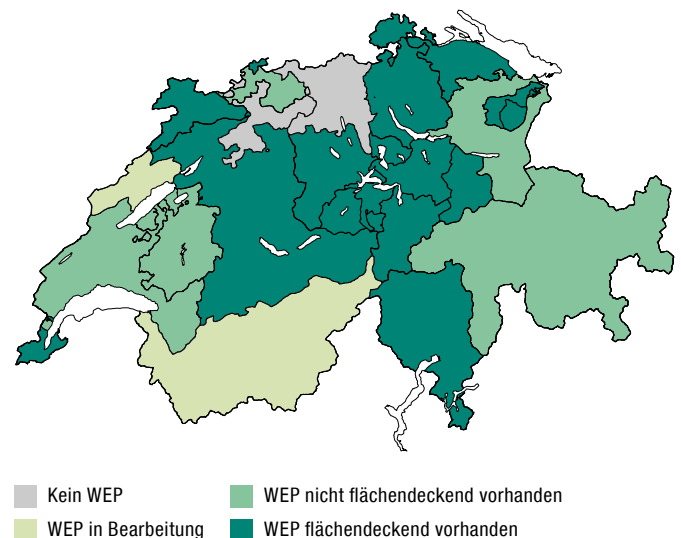 Kein WEP
WEP nicht flächendeckend vorhanden
WEP in Bearbeitung
WEP flächendeckend vorhanden